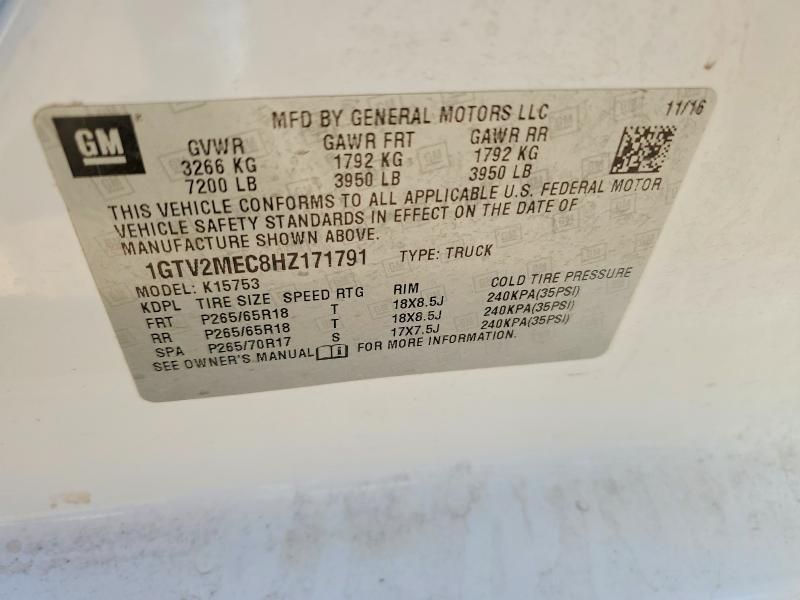 GM
MFD BY GENERAL MOTORS LLC 11/16
GVWR GAWR FRT GAWR RR
3266 KG 1792 KG 1792 KG
7200 LB 3950 LB 3950 LB
THIS VEHICLE CONFORMS TO ALL APPLICABLE U.S. FEDERAL MOTOR
VEHICLE SAFETY STANDARDS IN EFFECT ON THE DATE OF
MANUFACTURE SHOWN ABOVE.
1GTV2MEC8HZ171791 TYPE: TRUCK
MODEL: K15753
KDPL TIRE SIZE SPEED RTG RIM COLD TIRE PRESSURE
FRT P265/65R18 T 18X8.5J 240KPA(35PSI)
RR P265/65R18 T 18X8.5J 240KPA(35PSI)
SPA P265/70R17 S 17X7.5J 240KPA(35PSI)
SEE OWNER'S MANUAL FOR MORE INFORMATION.